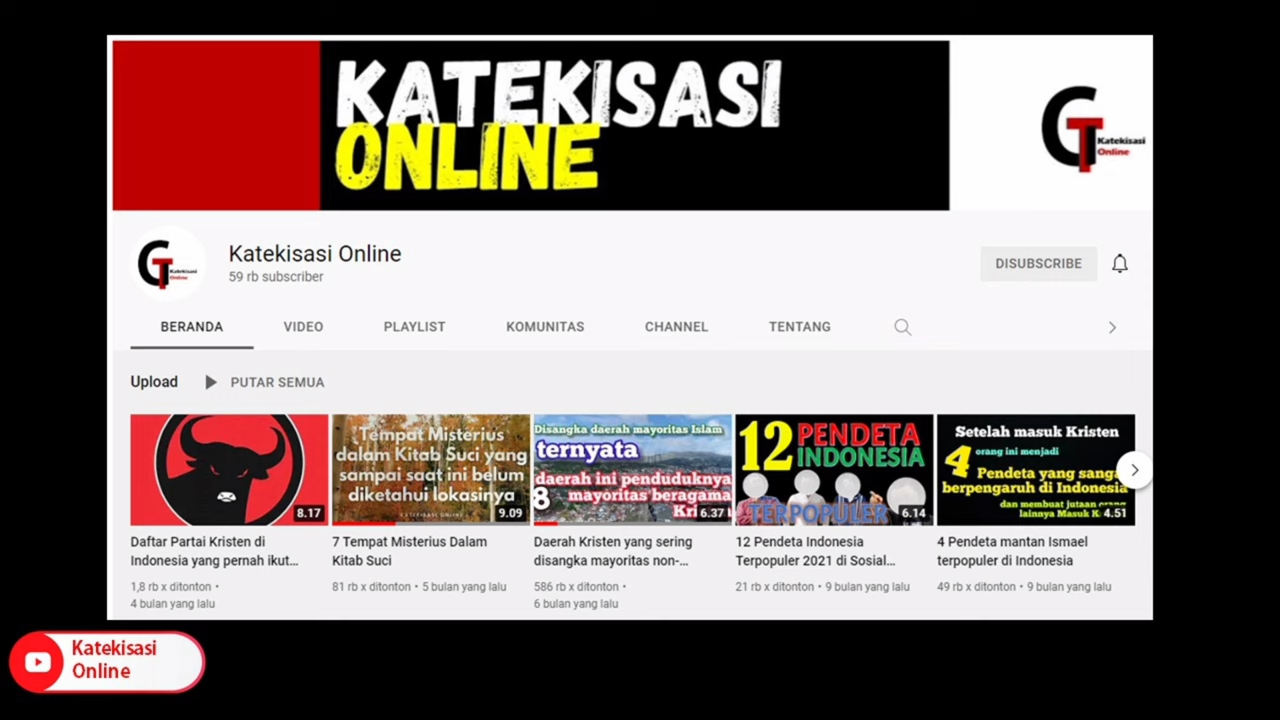 KATEKISASI
ONLINE
Katekisasi
Online
Katekisasi Online
59 rb subscriber
DISUBSCRIBE
BERANDA VIDEO PLAYLIST KOMUNITAS CHANNEL TENTANG
Upload PUTAR SEMUA
8.17
Tempat Misterius
dalam Kitab Suci yang
sampai saat ini belum
diketahui lokasinya
KATEKISASI ONLINE
9.09
Disangka daerah mayoritas Islam
ternyata
8 daerah ini penduduknya
mayoritas beragama
6.37
12 PENDETA
INDONESIA
TERPOPULER
6.14
Setelah masuk Kristen
4 orang ini menjadi
Pendeta yang
berpengaruh di Indonesia
dan membuat jutaan orang
lainnya Masuk
4.51
Daftar Partai Kristen di
Indonesia yang pernah ikut...
1,8 rb x ditonton •
4 bulan yang lalu
7 Tempat Misterius Dalam
Kitab Suci
81 rb x ditonton • 5 bulan yang lalu
Daerah Kristen yang sering
disangka mayoritas non-...
586 rb x ditonton •
6 bulan yang lalu
12 Pendeta Indonesia
Terpopuler 2021 di Sosial...
21 rb x ditonton • 9 bulan yang lalu
4 Pendeta mantan Ismael
terpopuler di Indonesia
49 rb x ditonton • 9 bulan yang lalu
Katekisasi
Online